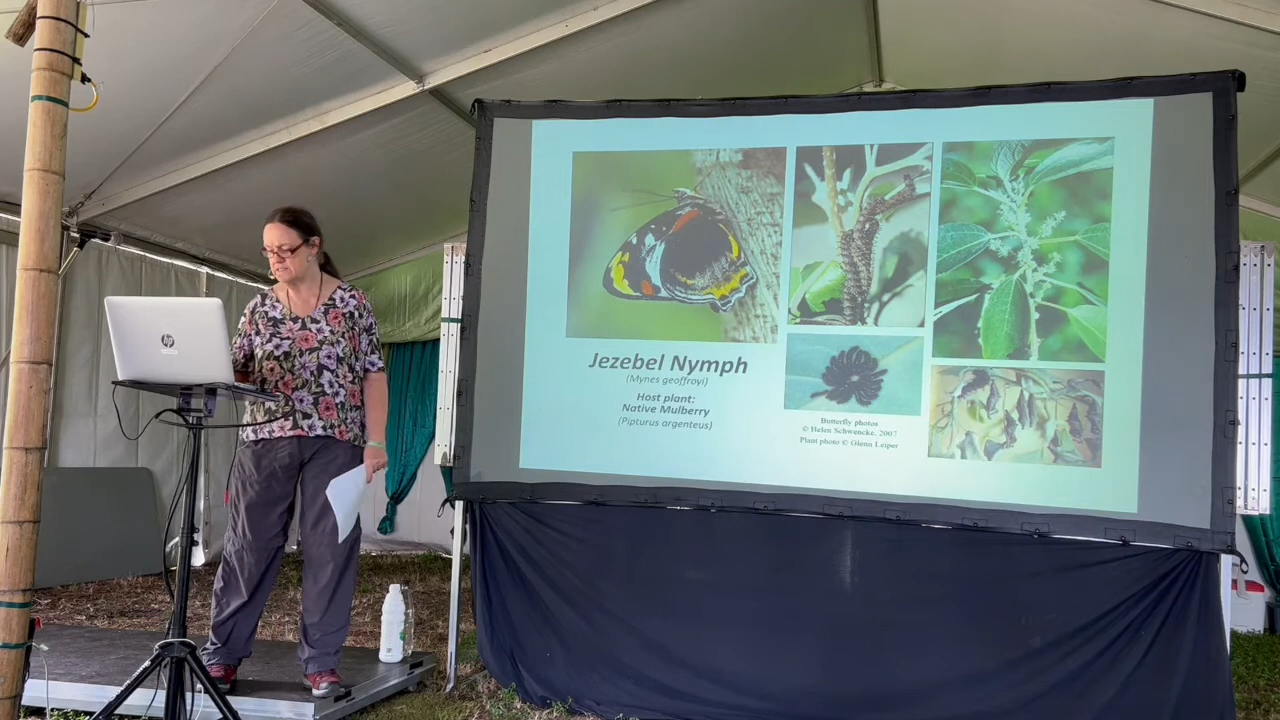 hp
Jezebel Nymph
(Mynes geoffroyi)
Host plant:
Native Mulberry
(Pipturus argenteus)
Butterfly photos
© Helen Schwencke, 2007
Plant photo © Glenn Leiper